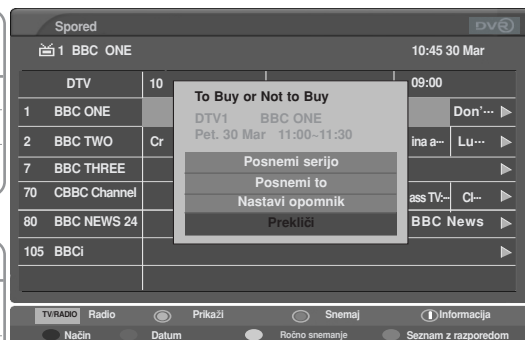 Spored
DVR
1 BBC ONE 10:45 30 Mar
DTV 10 09:00
1 BBC ONE Don'···
2 BBC TWO Cr ina a··· Lu···
7 BBC THREE
70 CBBC Channel ass TV:·· CI···
80 BBC NEWS 24 BBC News
105 BBCi
To Buy or Not to Buy
DTV1 BBC ONE
Pet. 30 Mar 11:00~11:30
Posnemi serijo
Posnemi to
Nastavi opomnik
Prekliči
TV/RADIO Radio Prikaži Snemaj Informacija
Način Datum Ročno snemanje Seznam z razporedom